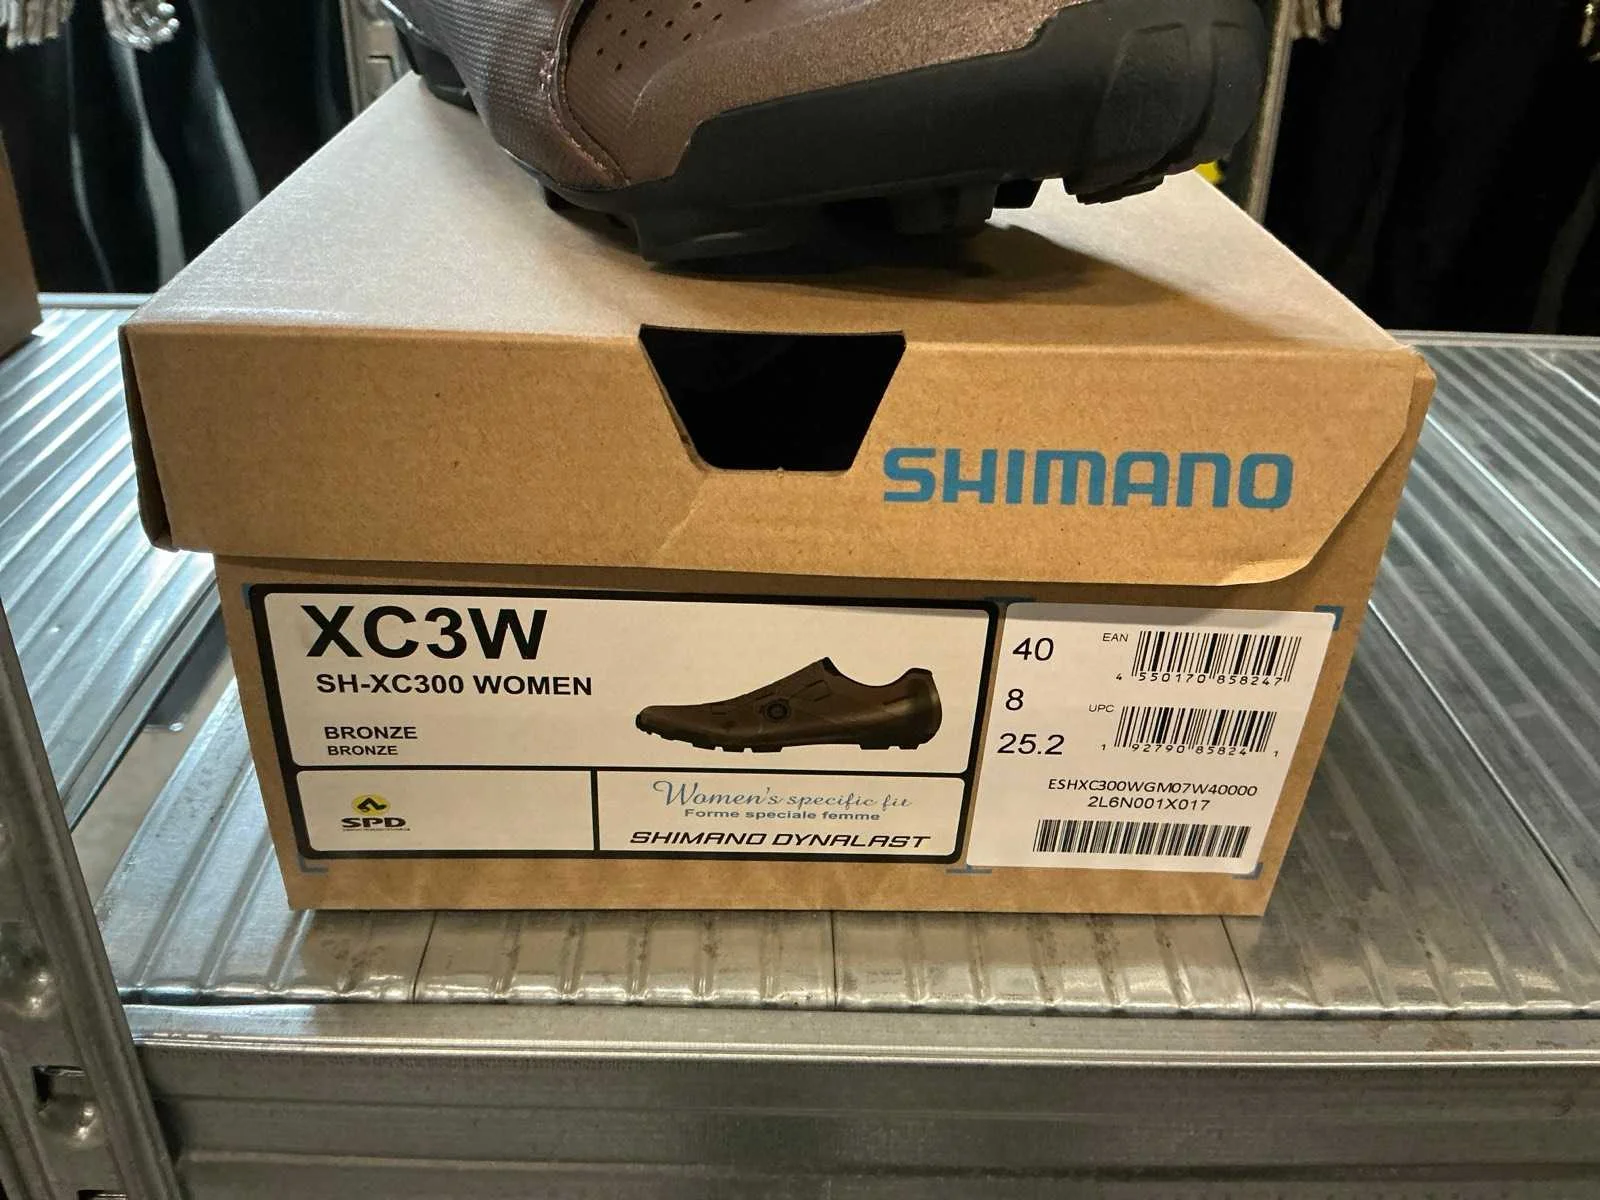 SHIMANO
XC3W
SH-XC300 WOMEN
BRONZE
BRONZE
SPD
Women's specific fit
Forme speciale femme
SHIMANO DYNALAST
40
8
25.2
EAN
4 550170 858247
UPC
1 92790 85824 1
ESHXC300WGM07W40000
2L6N001X017